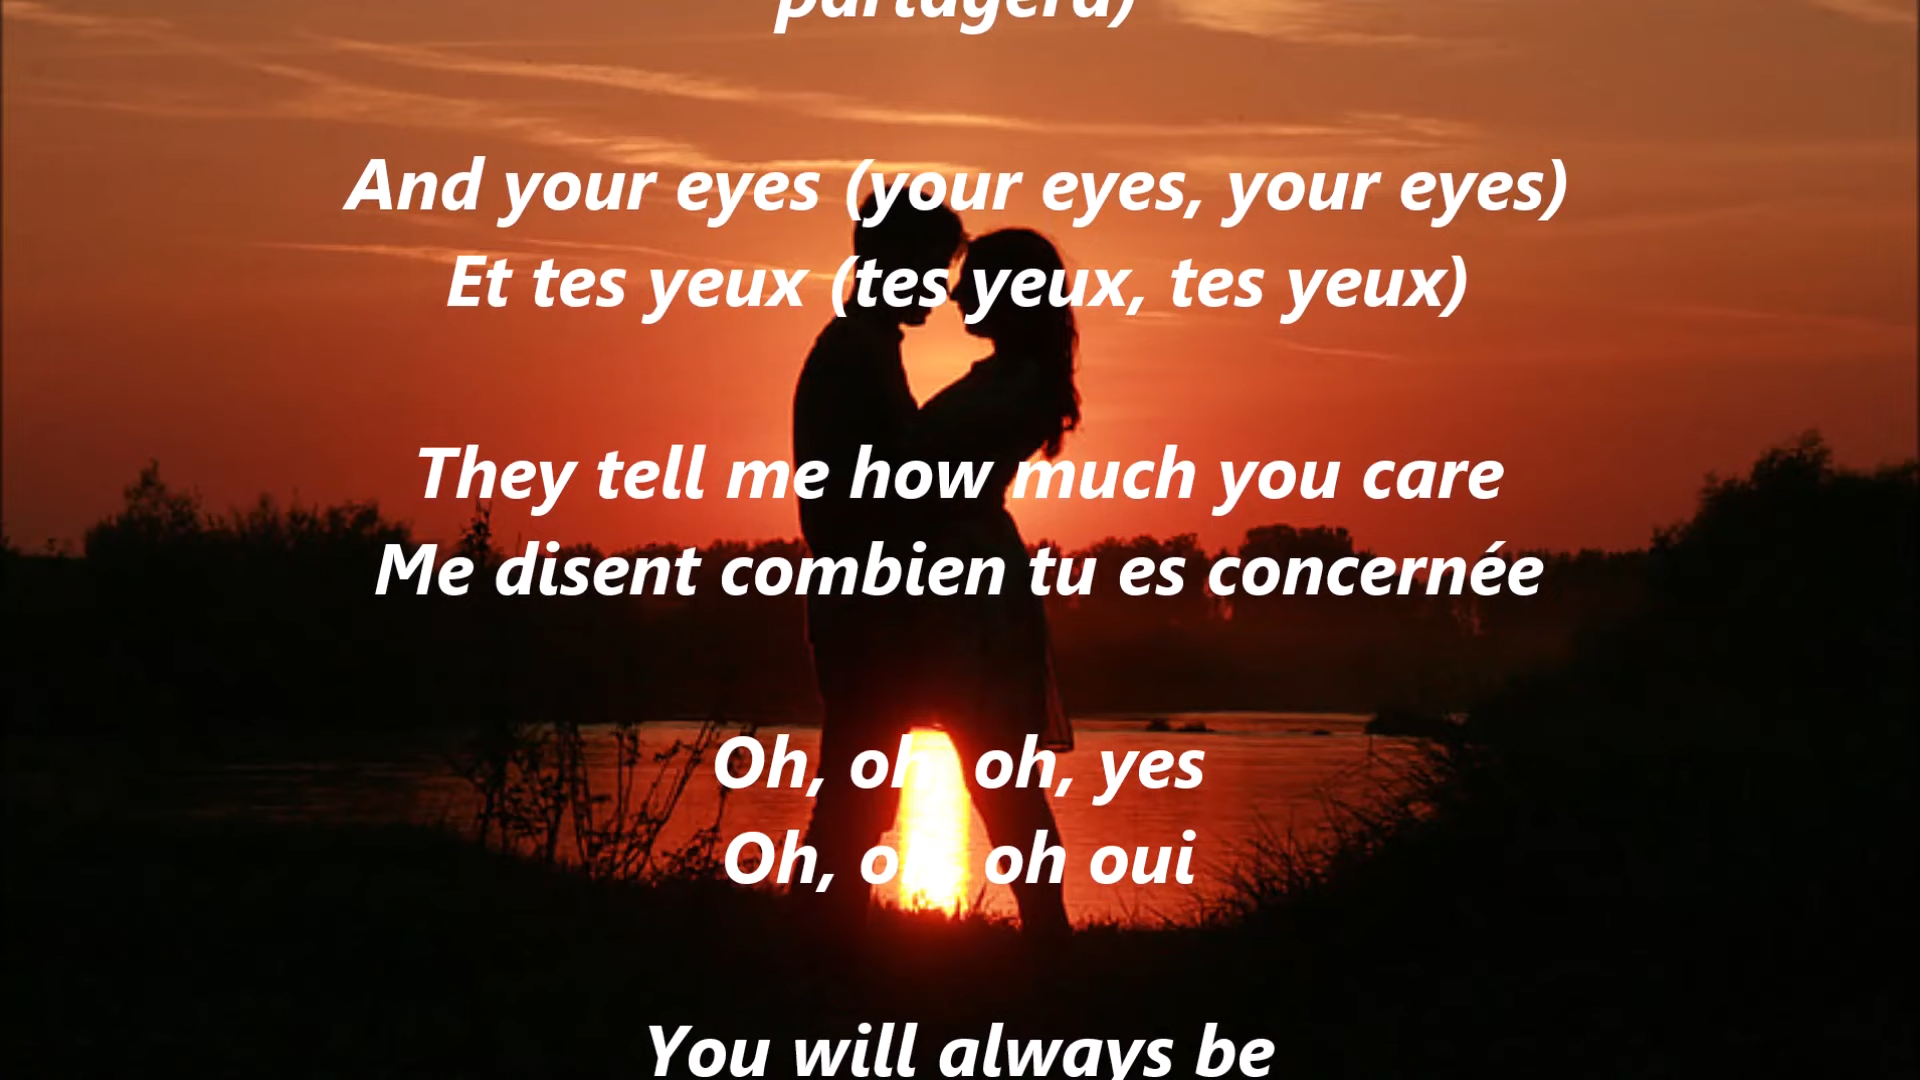 partagera)
And your eyes (your eyes, your eyes)
Et tes yeux (tes yeux, tes yeux)
They tell me how much you care
Me disent combien tu es concernée
Oh, oh, oh, yes
Oh, oh, oh oui
You will always be